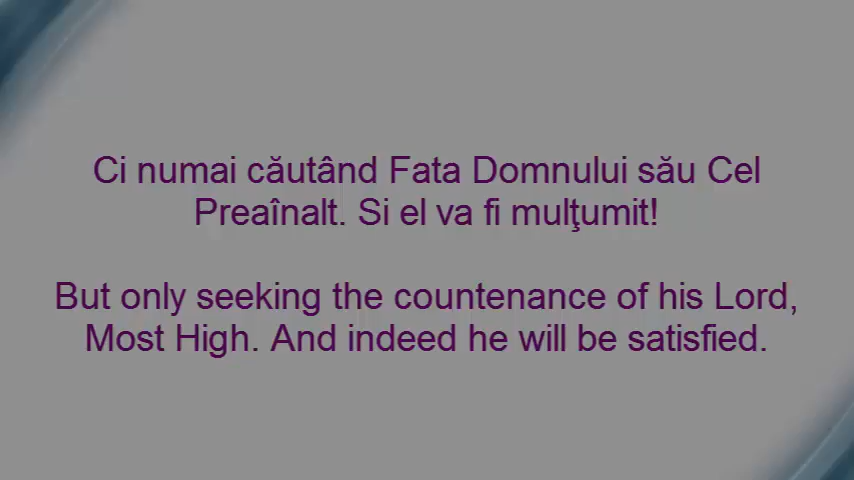 Ci numai căutând Fata Domnului său Cel
Preaînalt. Si el va fi mulţumit!
But only seeking the countenance of his Lord,
Most High. And indeed he will be satisfied.